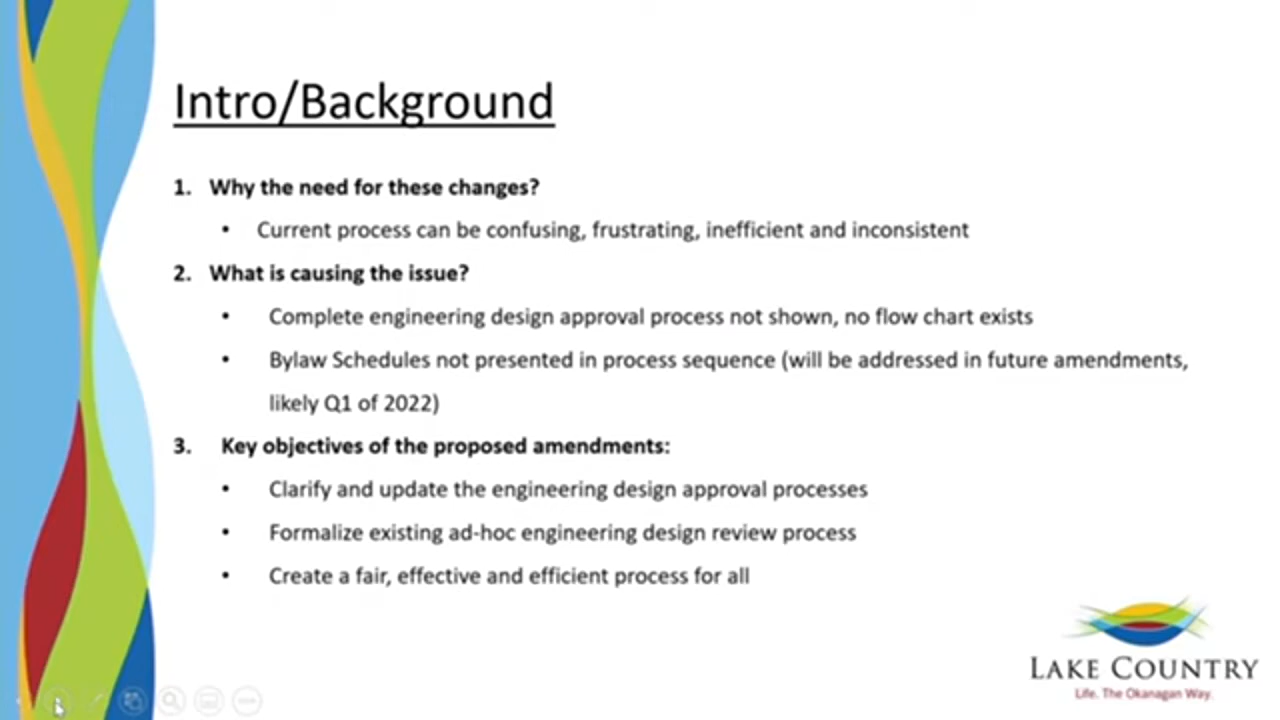 Intro/Background
1. Why the need for these changes?
• Current process can be confusing, frustrating, inefficient and inconsistent
2. What is causing the issue?
• Complete engineering design approval process not shown, no flow chart exists
• Bylaw Schedules not presented in process sequence (will be addressed in future amendments,
likely Q1 of 2022)
3. Key objectives of the proposed amendments:
• Clarify and update the engineering design approval processes
• Formalize existing ad-hoc engineering design review process
• Create a fair, effective and efficient process for all
LAKE COUNTRY
Life. The Okanagan Way.